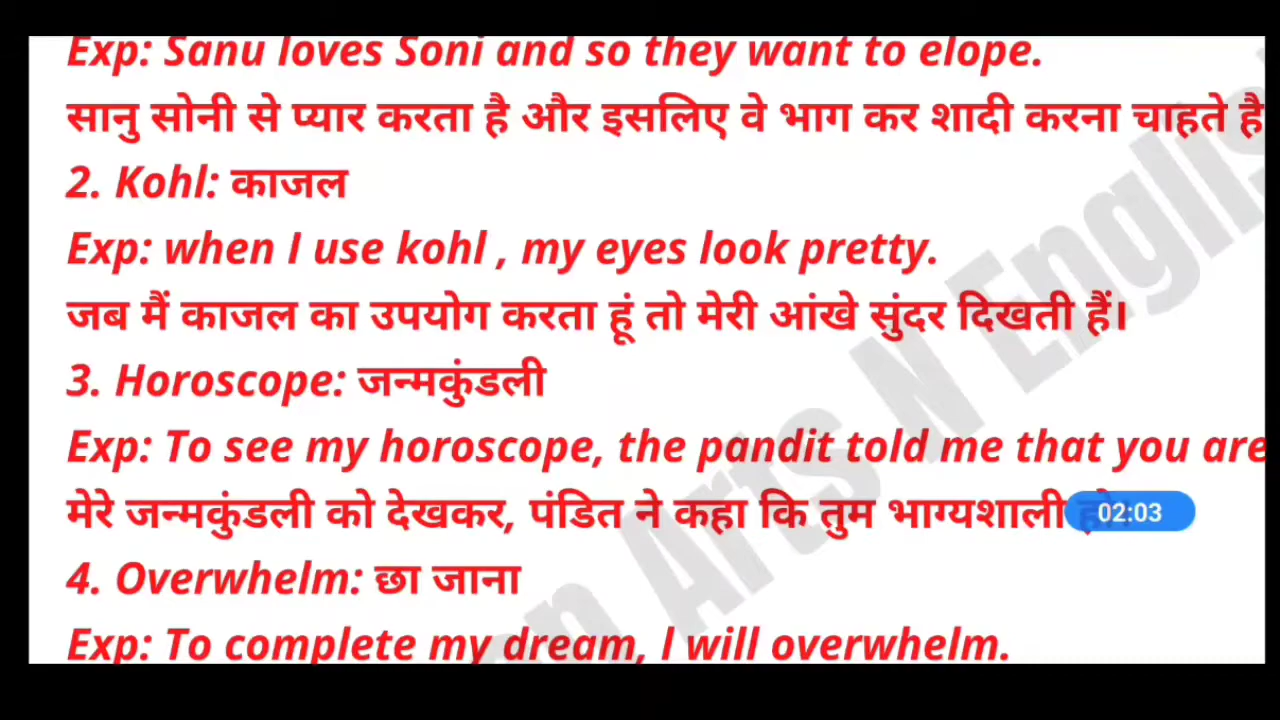 Exp: Sanu loves Soni and so they want to elope.
सानु सोनी से प्यार करता है और इसलिए वे भाग कर शादी करना चाहते है
2. Kohl: काजल
Exp: when I use kohl , my eyes look pretty.
जब मैं काजल का उपयोग करता हूं तो मेरी आंखे सुंदर दिखती हैं।
3. Horoscope: जन्मकुंडली
Exp: To see my horoscope, the pandit told me that you are
मेरे जन्मकुंडली को देखकर, पंडित ने कहा कि तुम भाग्यशाली हो।
02:03
4. Overwhelm: छा जाना
Exp: To complete my dream, l will overwhelm.
Arts N English